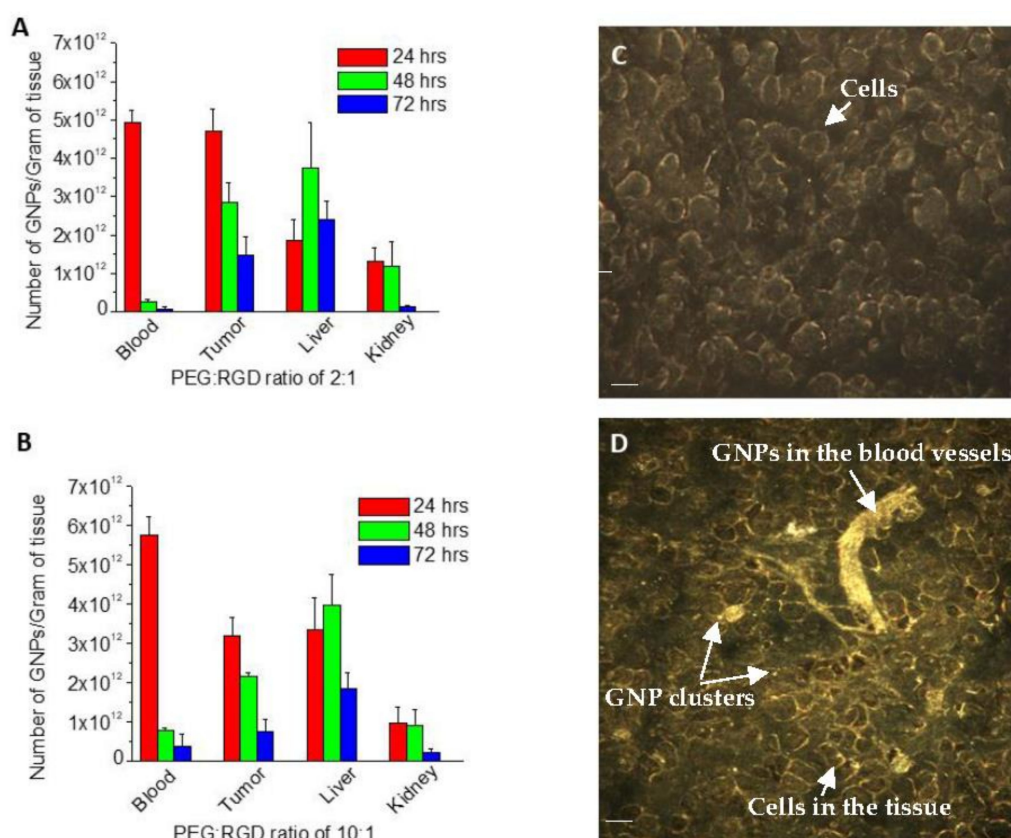 A
Number of GNPs/Gram of tissue
7x10¹²
6x10¹²
5x10¹²
4x10¹²
3x10¹²
2x10¹²
1x10¹²
0
24 hrs
48 hrs
72 hrs
Blood
Tumor
Liver
Kidney
PEG:RGD ratio of 2:1
B
Number of GNPs/Gram of tissue
7x10¹²
6x10¹²
5x10¹²
4x10¹²
3x10¹²
2x10¹²
1x10¹²
0
24 hrs
48 hrs
72 hrs
Blood
Tumor
Liver
Kidney
PEG:RGD ratio of 10:1
C
Cells
D
GNPs in the blood vessels
GNP clusters
Cells in the tissue